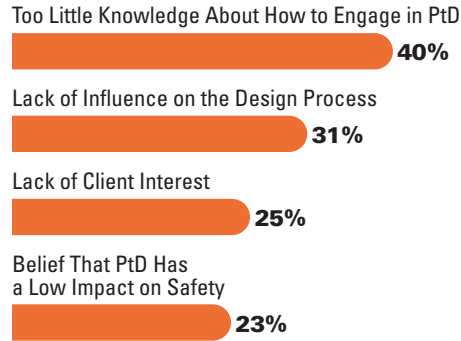 Too Little Knowledge About How to Engage in PtD
40%
Lack of Influence on the Design Process
31%
Lack of Client Interest
25%
Belief That PtD Has
a Low Impact on Safety
23%